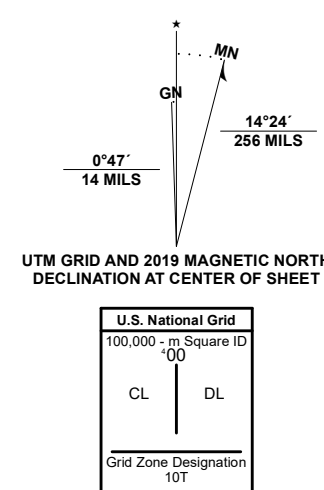 ★
MN
GN
14°24´
256 MILS
0°47´
14 MILS
UTM GRID AND 2019 MAGNETIC NORTH
DECLINATION AT CENTER OF SHEET
U.S. National Grid
100,000 - m Square ID
⁴00
CL DL
Grid Zone Designation
10T